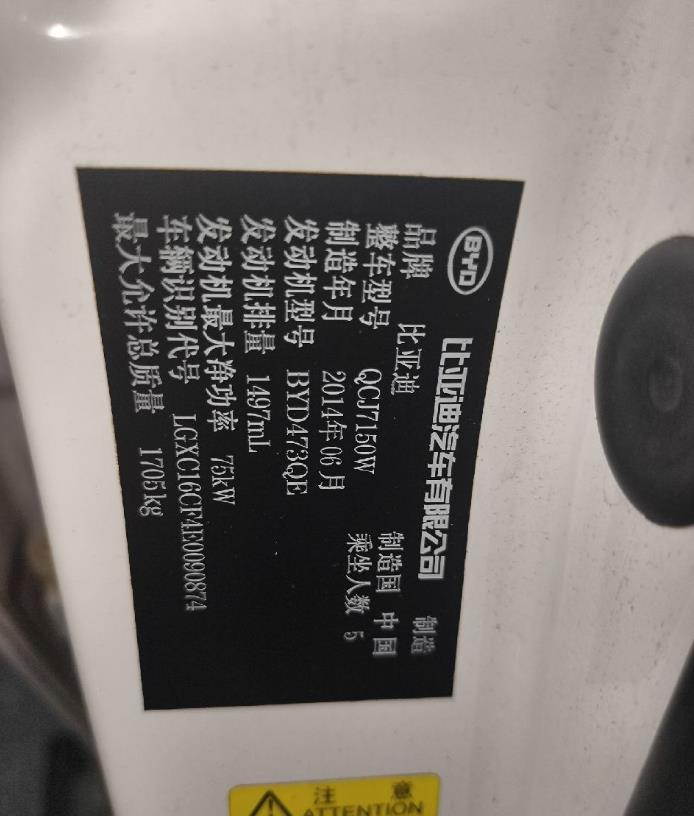 BYD 比亚迪汽车有限公司 制造
品牌 比亚迪 制造国 中国
整车型号 QCJ7150W 乘坐人数 5
制造年月 2014年06月
发动机型号 BYD473QE
发动机排量 1497mL
发动机最大净功率 75kW
车辆识别代号 LGXC16CF4E0090874
最大允许总质量 1705kg
注意
ATTENTION